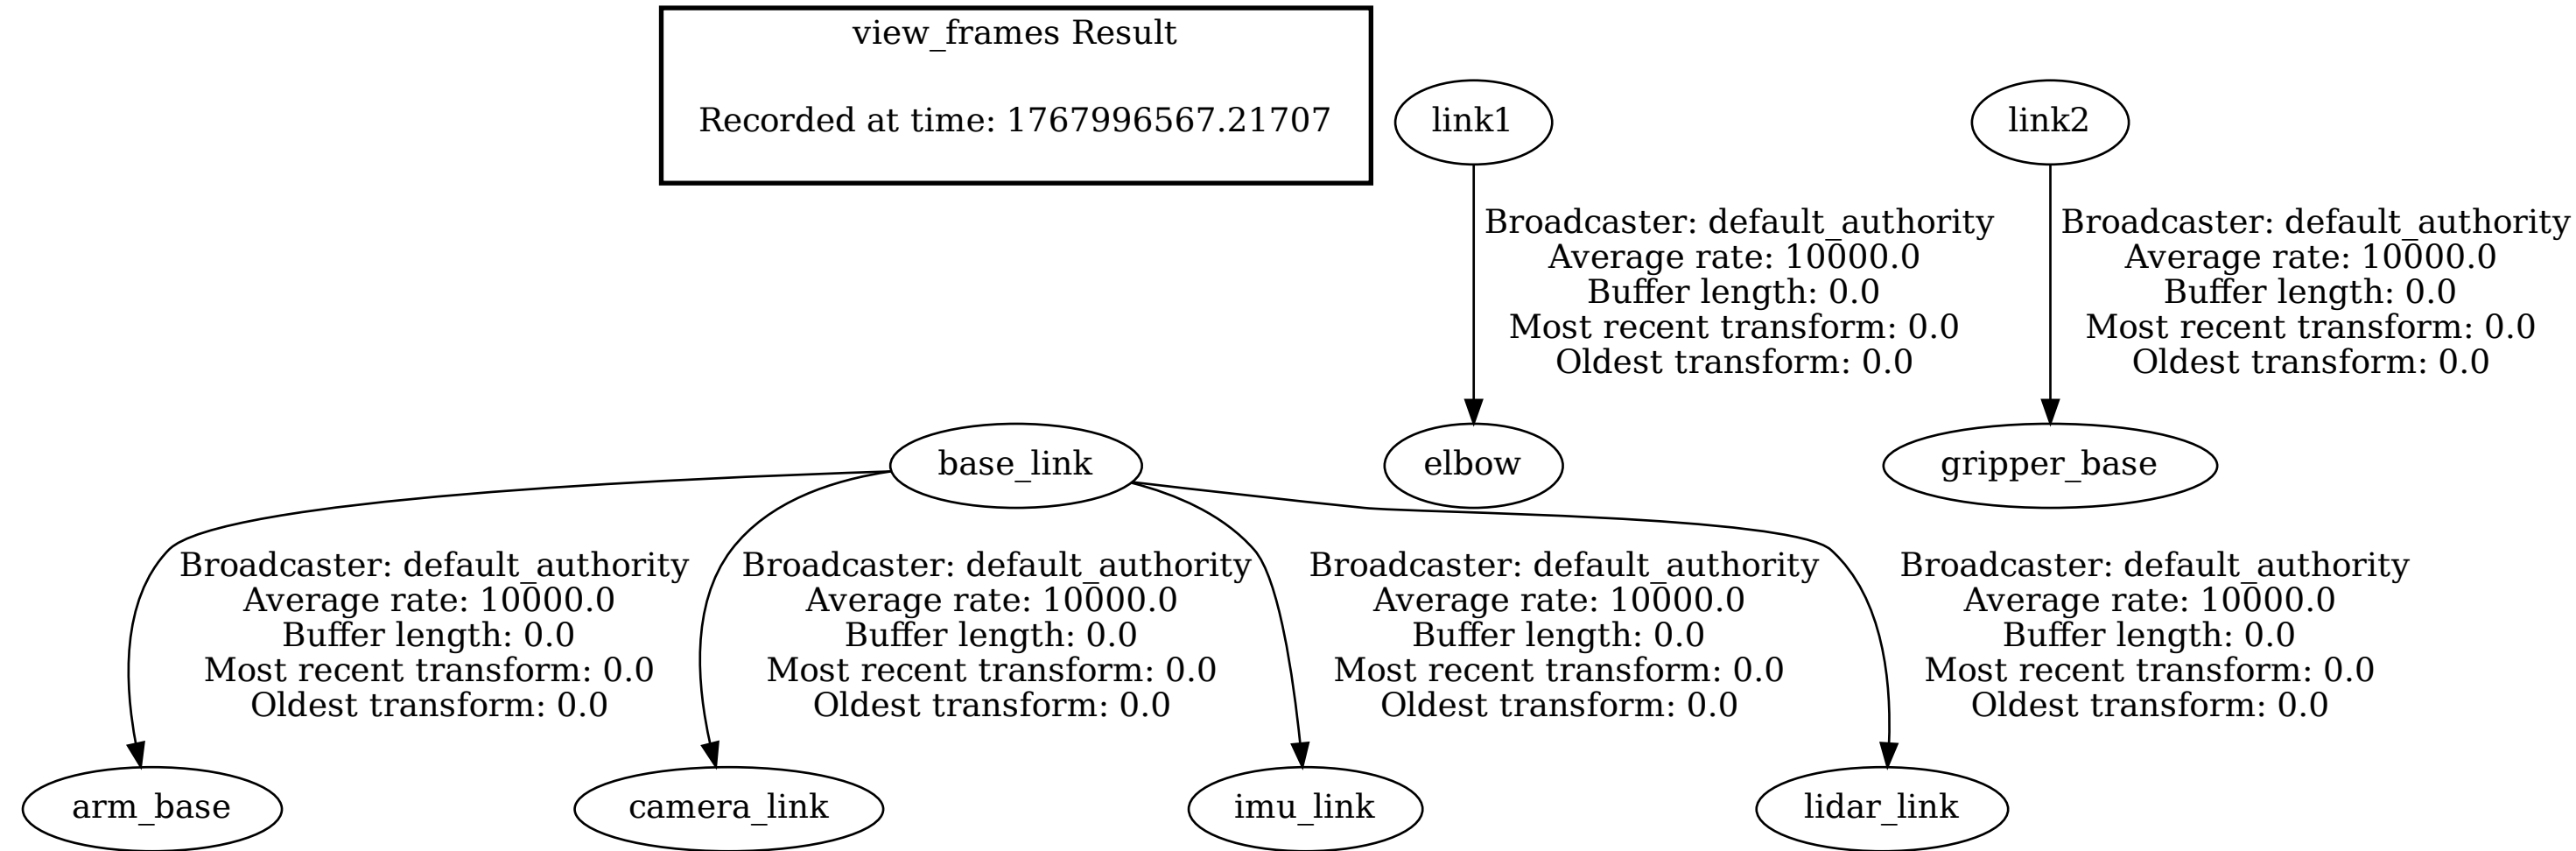 view_frames Result
Recorded at time: 1767996567.21707
link1
link2
Broadcaster: default_authority
Average rate: 10000.0
Buffer length: 0.0
Most recent transform: 0.0
Oldest transform: 0.0
Broadcaster: default_authority
Average rate: 10000.0
Buffer length: 0.0
Most recent transform: 0.0
Oldest transform: 0.0
base_link
elbow
gripper_base
Broadcaster: default_authority
Average rate: 10000.0
Buffer length: 0.0
Most recent transform: 0.0
Oldest transform: 0.0
Broadcaster: default_authority
Average rate: 10000.0
Buffer length: 0.0
Most recent transform: 0.0
Oldest transform: 0.0
Broadcaster: default_authority
Average rate: 10000.0
Buffer length: 0.0
Most recent transform: 0.0
Oldest transform: 0.0
Broadcaster: default_authority
Average rate: 10000.0
Buffer length: 0.0
Most recent transform: 0.0
Oldest transform: 0.0
arm_base
camera_link
imu_link
lidar_link